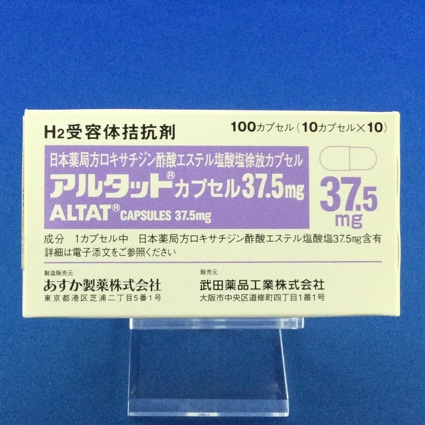 H2受容体拮抗剤
100カプセル(10カプセル×10)
日本薬局方ロキサチジン酢酸エステル塩酸塩徐放カプセル
アルタット®カプセル37.5mg
ALTAT® CAPSULES 37.5mg
37.5
mg
成分 1カプセル中 日本薬局方ロキサチジン酢酸エステル塩酸塩37.5mg含有
詳細は電子添文をご参照ください
製造販売元
あすか製薬株式会社
東京都港区芝浦二丁目5番1号
販売元
武田薬品工業株式会社
大阪市中央区道修町四丁目1番1号